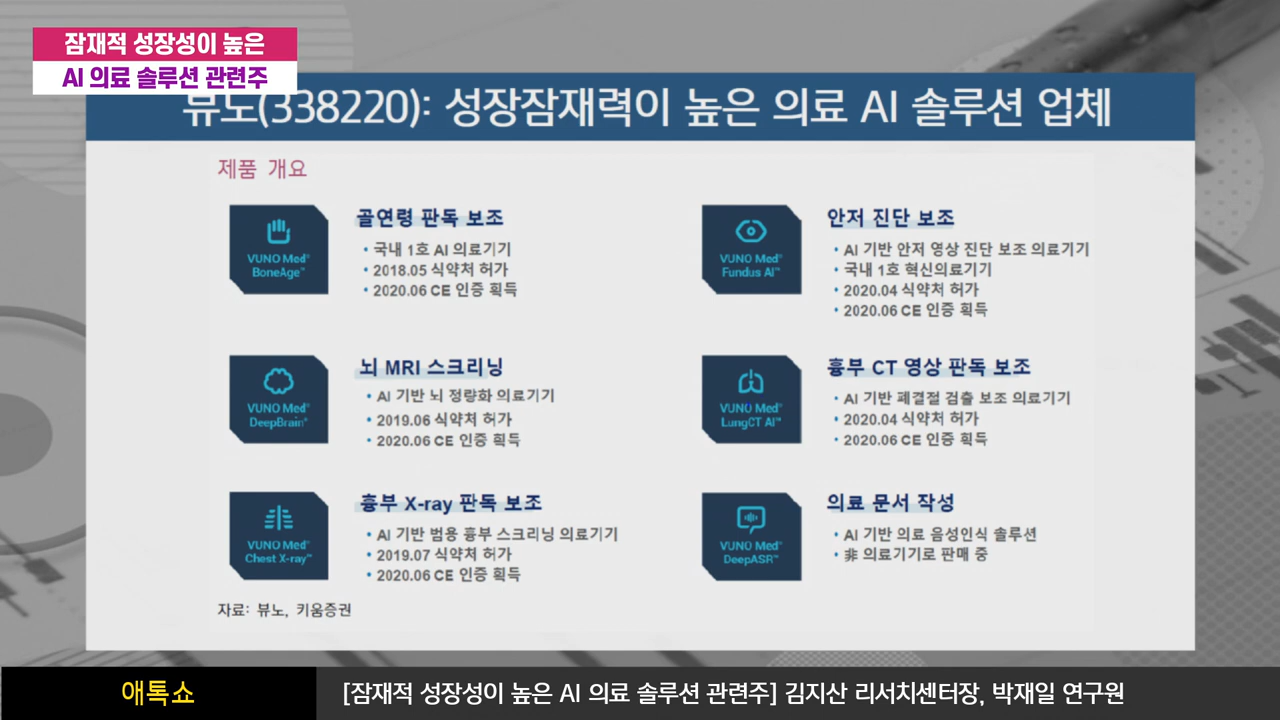 잠재적 성장성이 높은
AI 의료 솔루션 관련주
뷰노(338220): 성장잠재력이 높은 의료 AI 솔루션 업체
제품 개요
VUNO Med®
BoneAge™
골연령 판독 보조
• 국내 1호 AI 의료기기
• 2018.05 식약처 허가
• 2020.06 CE 인증 획득
VUNO Med®
Fundus AI™
안저 진단 보조
• AI 기반 안저 영상 진단 보조 의료기기
• 국내 1호 혁신의료기기
• 2020.04 식약처 허가
• 2020.06 CE 인증 획득
VUNO Med®
DeepBrain®
뇌 MRI 스크리닝
• AI 기반 뇌 정량화 의료기기
• 2019.06 식약처 허가
• 2020.06 CE 인증 획득
VUNO Med®
LungCT AI™
흉부 CT 영상 판독 보조
• AI 기반 폐결절 검출 보조 의료기기
• 2020.04 식약처 허가
• 2020.06 CE 인증 획득
VUNO Med®
Chest X-ray™
흉부 X-ray 판독 보조
• AI 기반 범용 흉부 스크리닝 의료기기
• 2019.07 식약처 허가
• 2020.06 CE 인증 획득
VUNO Med®
DeepASR™
의료 문서 작성
• AI 기반 의료 음성인식 솔루션
• 非 의료기기로 판매 중
자료: 뷰노, 키움증권
애톡쇼
[잠재적 성장성이 높은 AI 의료 솔루션 관련주] 김지산 리서치센터장, 박재일 연구원